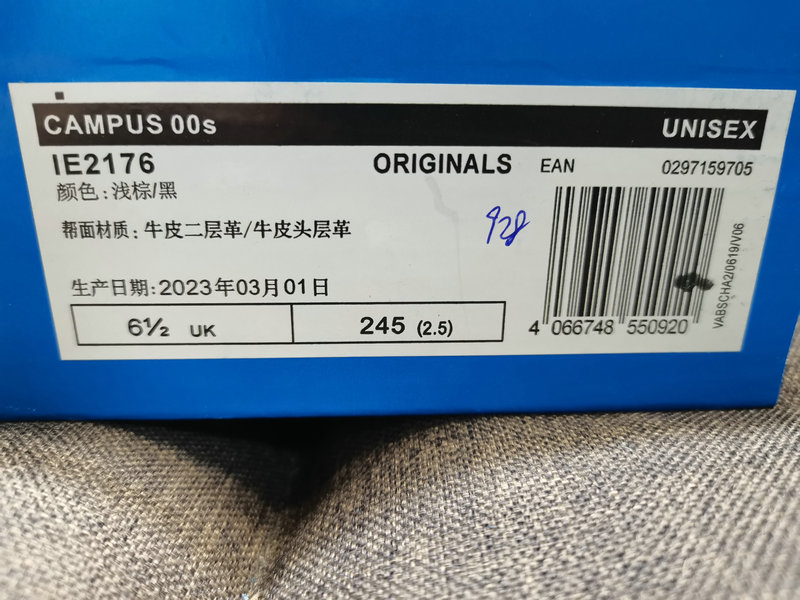 CAMPUS 00s UNISEX
IE2176 ORIGINALS EAN 0297159705
颜色:浅棕/黑
帮面材质:牛皮二层革/牛皮头层革
928
生产日期:2023年03月01日
6½ UK 245 (2.5)
4 066748 550920
VABSCHA2/0619/V06